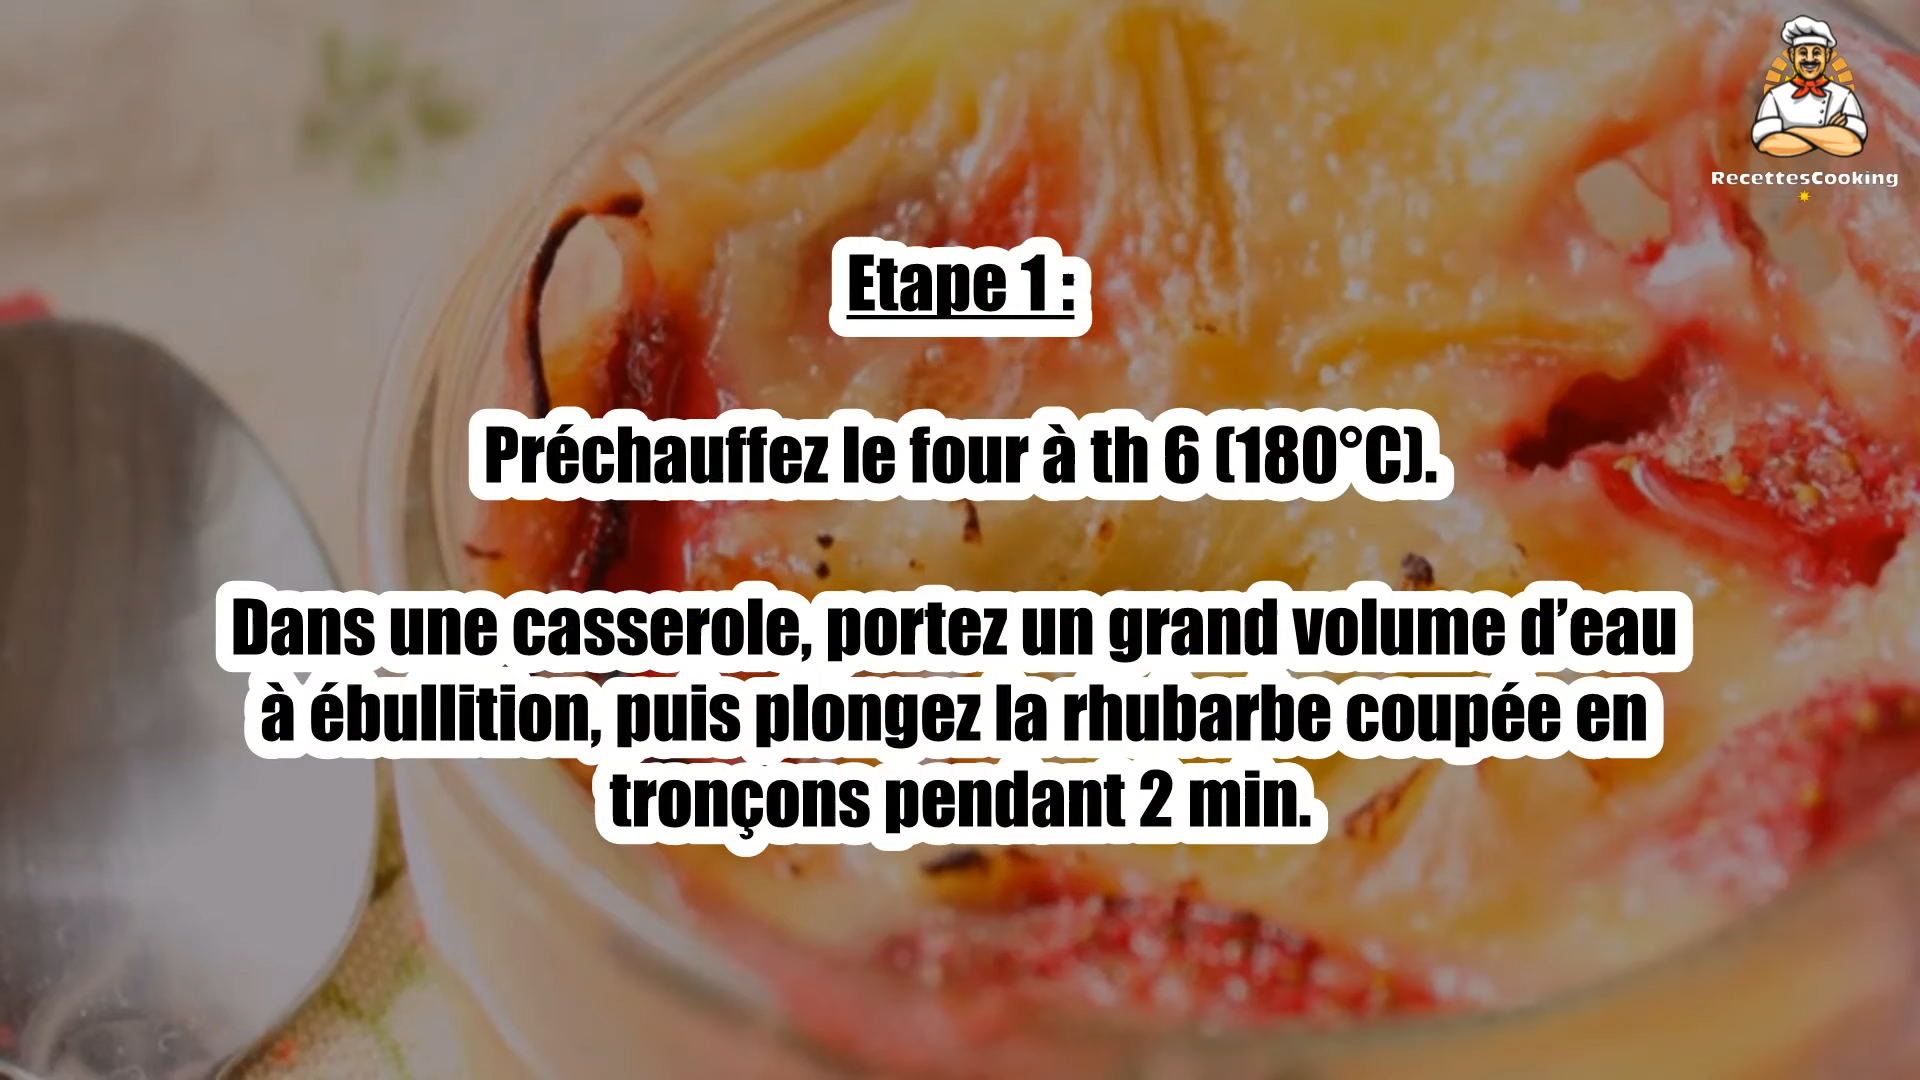 RecettesCooking
Etape 1 :
Préchauffez le four à th 6 (180°C).
Dans une casserole, portez un grand volume d’eau
à ébullition, puis plongez la rhubarbe coupée en
tronçons pendant 2 min.